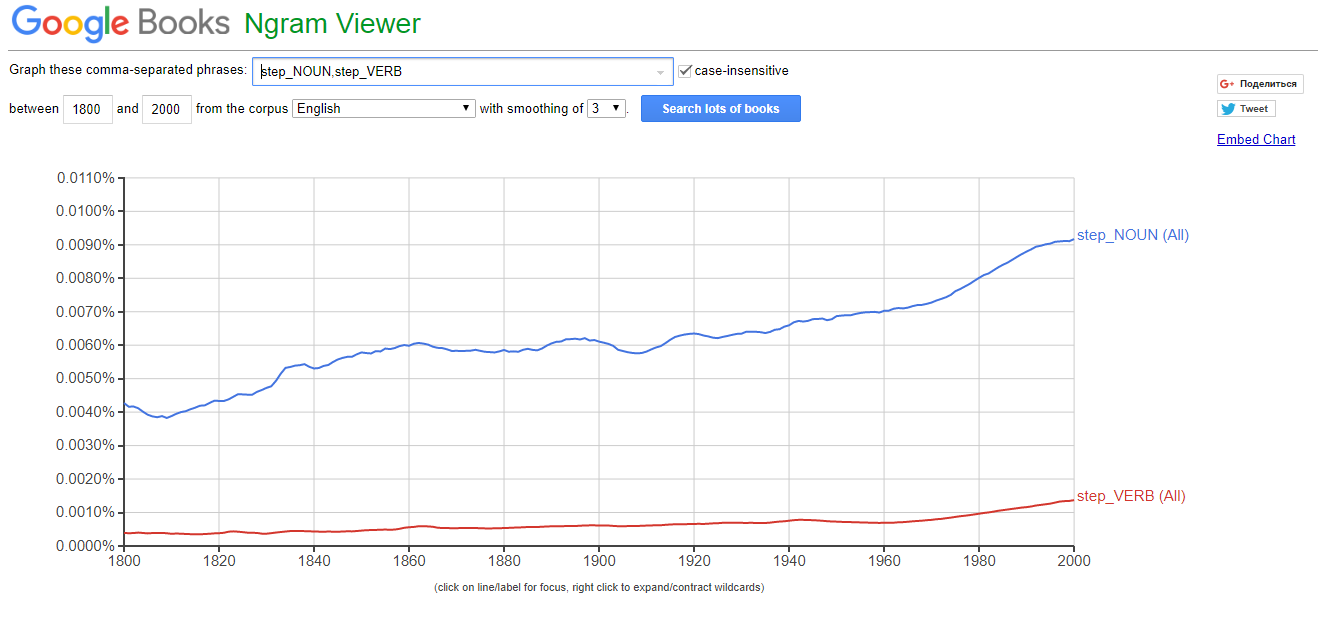 Google Books Ngram Viewer
Graph these comma-separated phrases: step_NOUN,step_VERB case-insensitive
between 1800 and 2000 from the corpus English with smoothing of 3 . Search lots of books
Поделиться
Tweet
Embed Chart
0.0110%
0.0100%
0.0090%
step_NOUN (All)
0.0080%
0.0070%
0.0060%
0.0050%
0.0040%
0.0030%
0.0020%
step_VERB (All)
0.0010%
0.0000%
1800 1820 1840 1860 1880 1900 1920 1940 1960 1980 2000
(click on line/label for focus, right click to expand/contract wildcards)